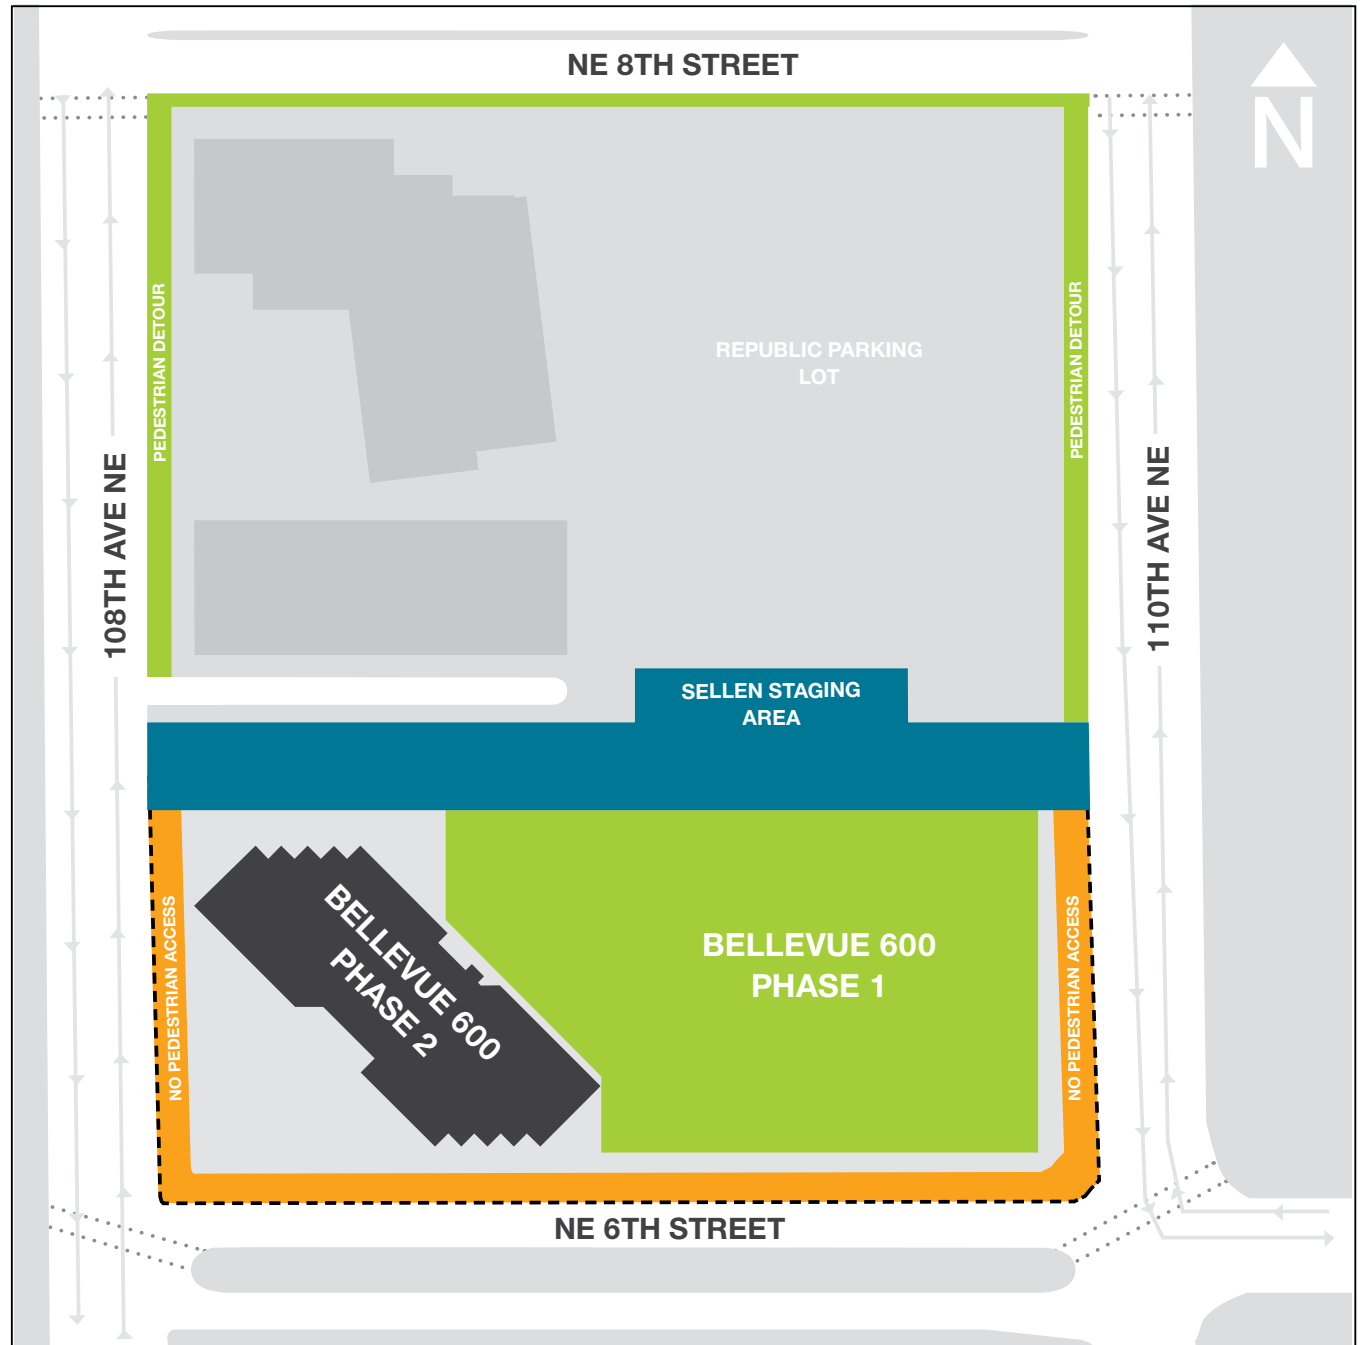 NE 8TH STREET
N
PEDESTRIAN DETOUR
REPUBLIC PARKING
LOT
PEDESTRIAN DETOUR
108TH AVE NE
110TH AVE NE
SELLEN STAGING
AREA
NO PEDESTRIAN ACCESS
BELLEVUE 600
PHASE 2
BELLEVUE 600
PHASE 1
NO PEDESTRIAN ACCESS
NE 6TH STREET